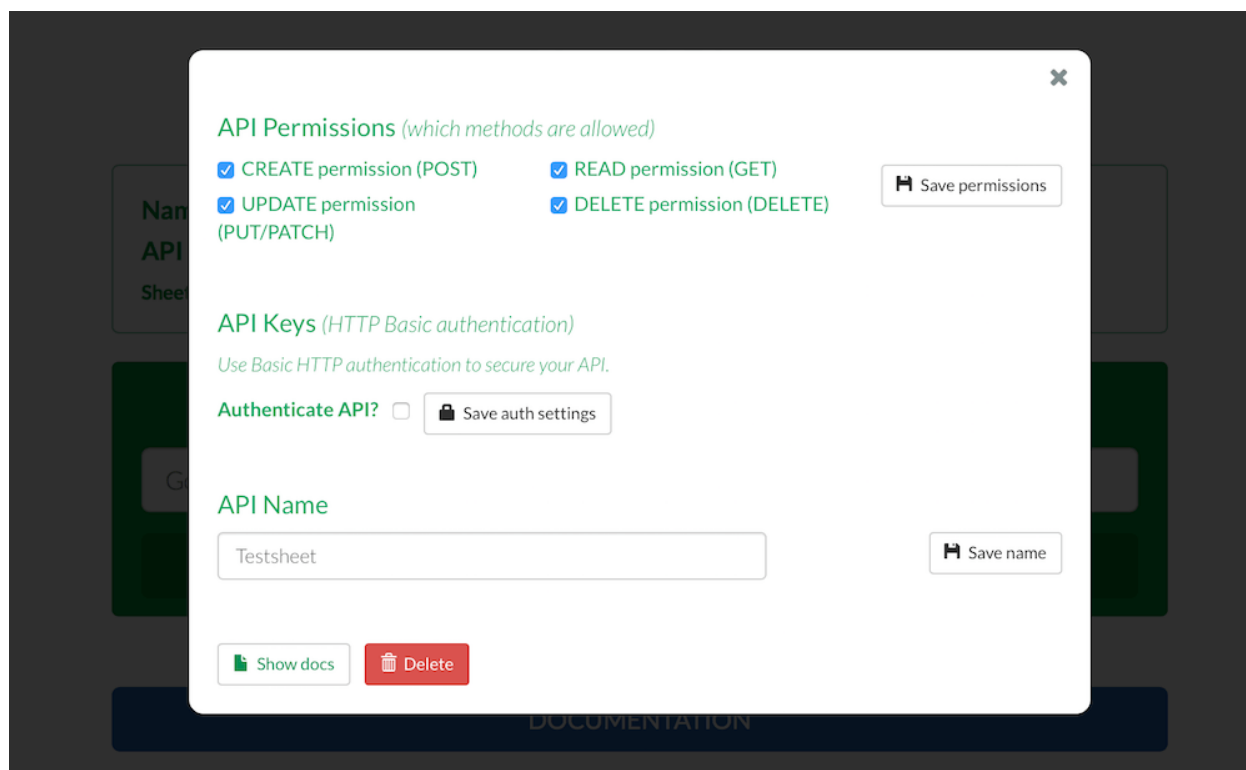 API Permissions (which methods are allowed)
CREATE permission (POST)
READ permission (GET)
Save permissions
UPDATE permission
(PUT/PATCH)
DELETE permission (DELETE)
API
API Keys (HTTP Basic authentication)
Use Basic HTTP authentication to secure your API.
Authenticate API?
Save auth settings
API Name
Testsheet
Save name
Show docs
Delete
DOCUMENTATION